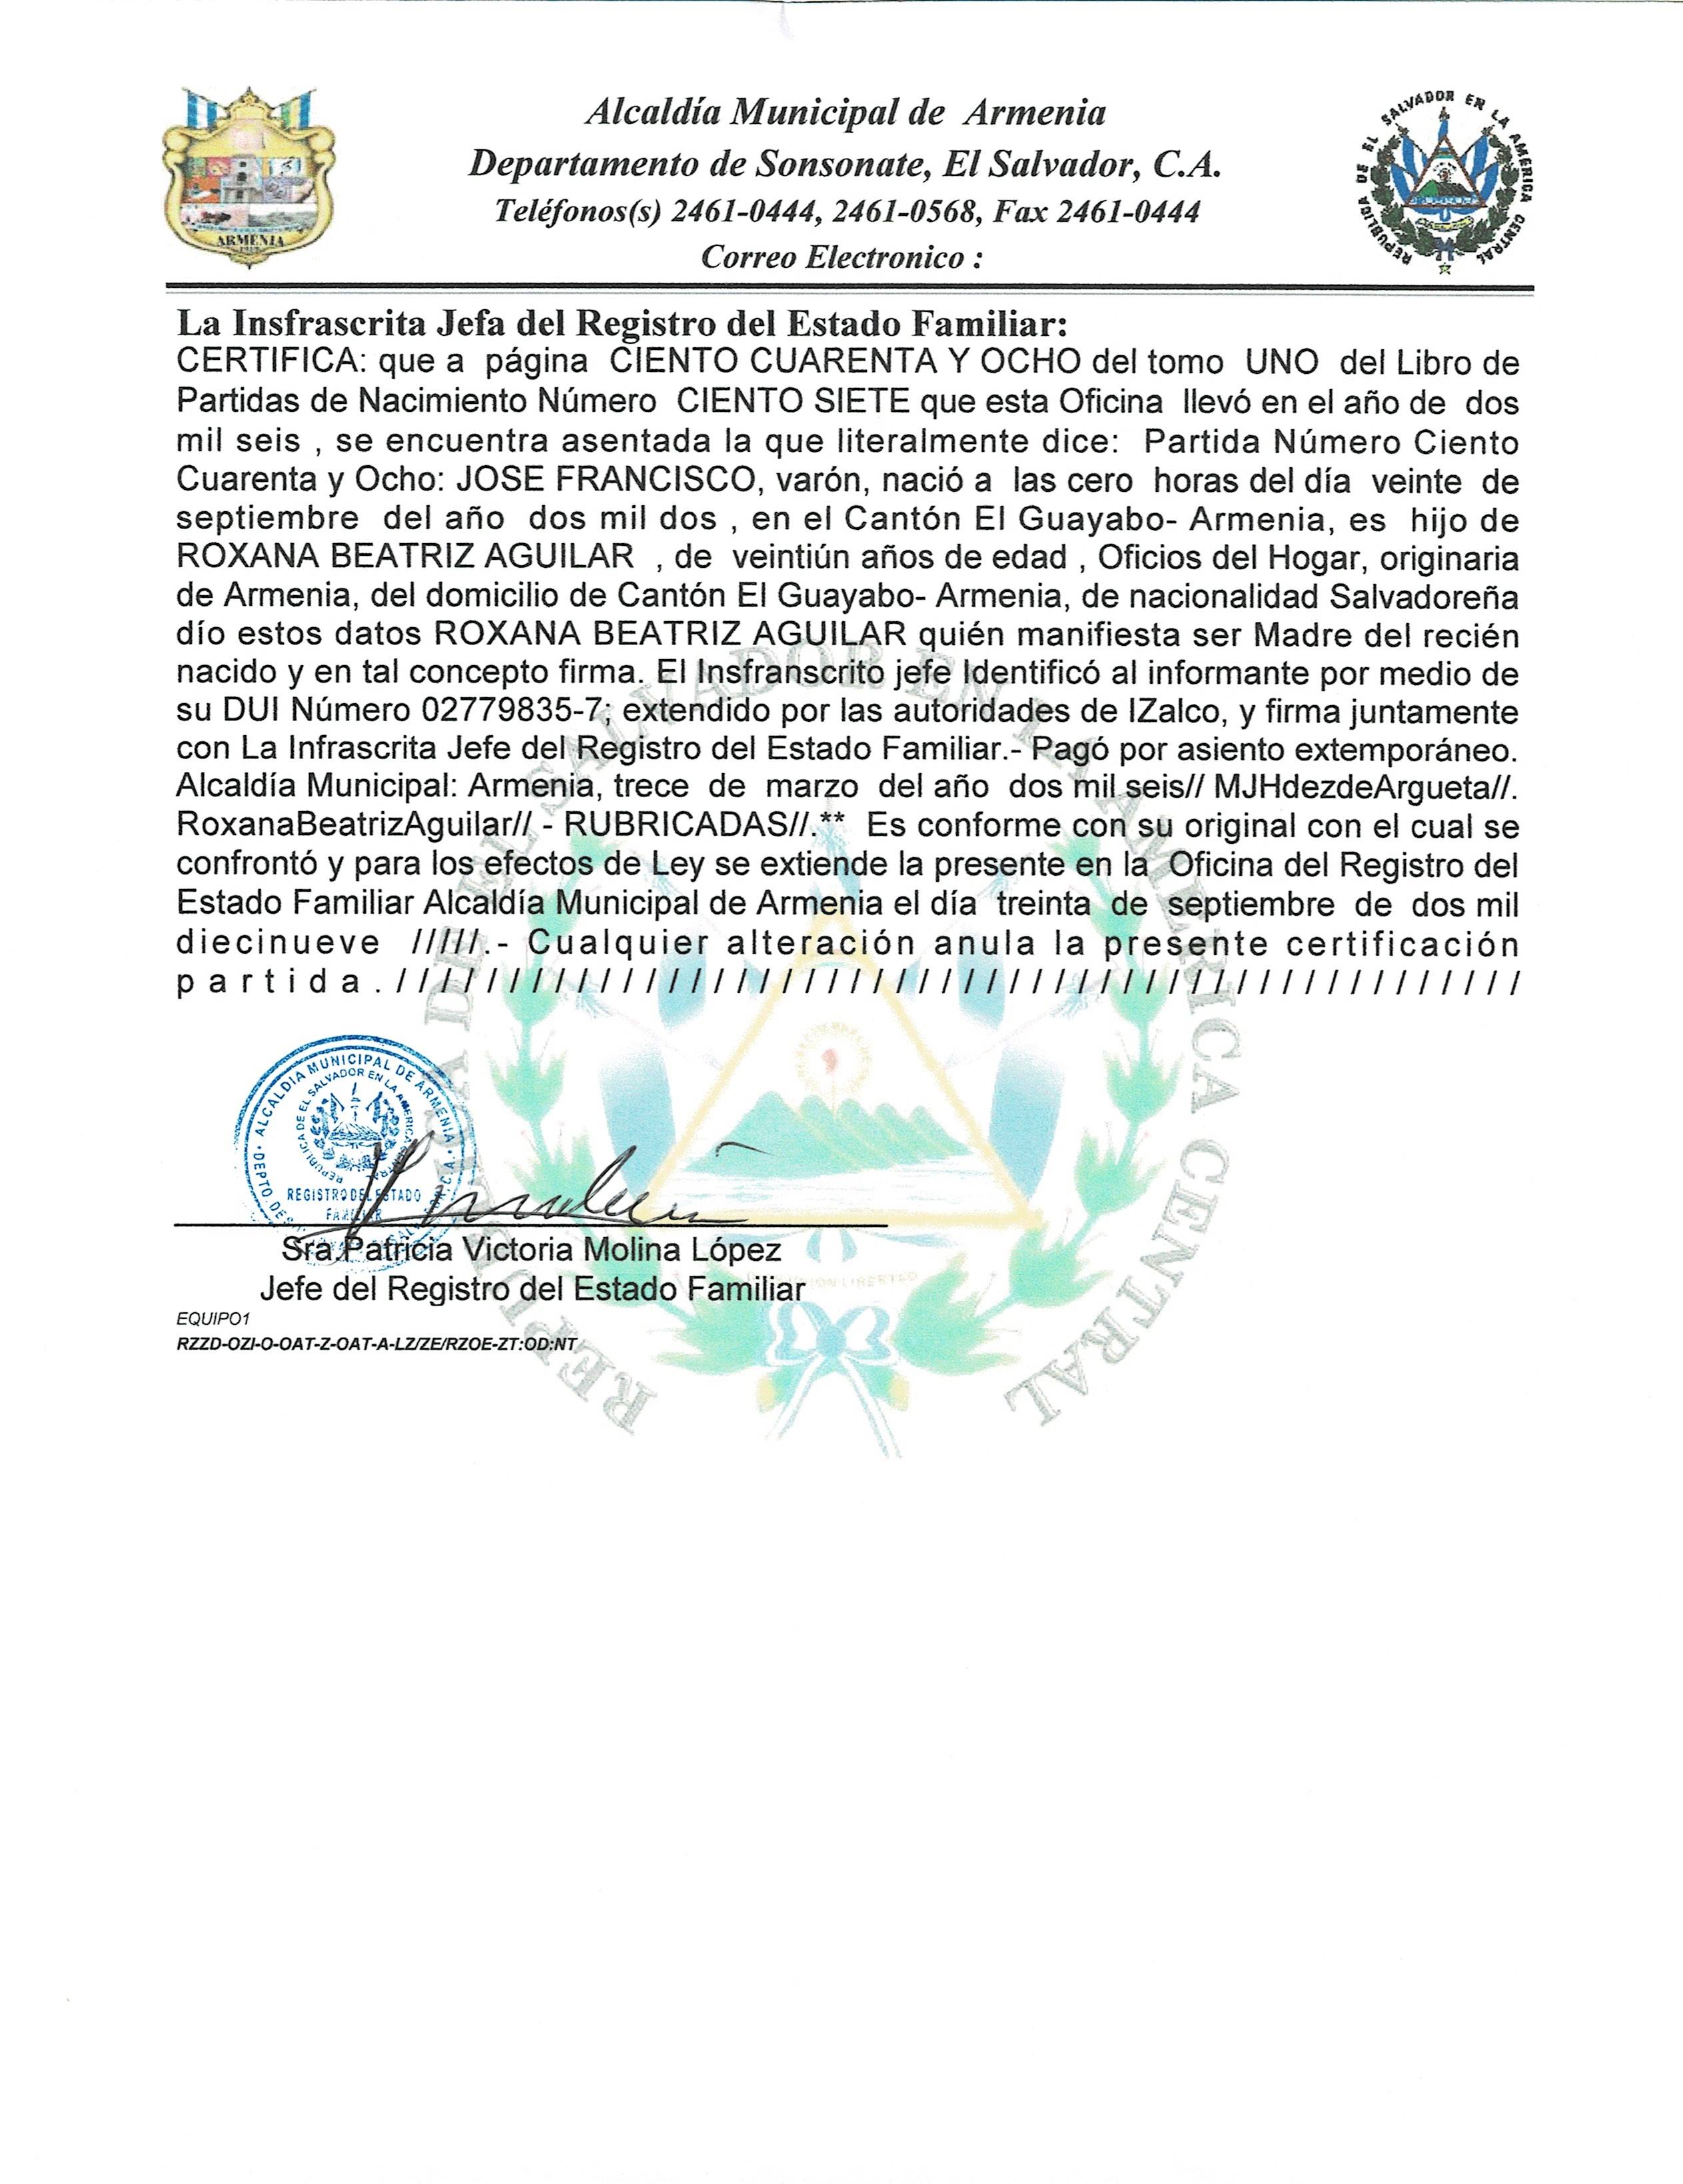 Alcaldía Municipal de Armenia
Departamento de Sonsonate, El Salvador, C.A.
Teléfonos(s) 2461-0444, 2461-0568, Fax 2461-0444
Correo Electronico :
ARMENIA
REPUBLICA DE EL SALVADOR EN LA AMERICA CENTRAL
La Insfrascrita Jefa del Registro del Estado Familiar:
CERTIFICA: que a página CIENTO CUARENTA Y OCHO del tomo UNO del Libro de
Partidas de Nacimiento Número CIENTO SIETE que esta Oficina llevó en el año de dos
mil seis , se encuentra asentada la que literalmente dice: Partida Número Ciento
Cuarenta y Ocho: JOSE FRANCISCO, varón, nació a las cero horas del día veinte de
septiembre del año dos mil dos , en el Cantón El Guayabo- Armenia, es hijo de
ROXANA BEATRIZ AGUILAR , de veintiún años de edad , Oficios del Hogar, originaria
de Armenia, del domicilio de Cantón El Guayabo- Armenia, de nacionalidad Salvadoreña
dío estos datos ROXANA BEATRIZ AGUILAR quién manifiesta ser Madre del recién
nacido y en tal concepto firma. El Insfranscrito jefe Identificó al informante por medio de
su DUI Número 02779835-7; extendido por las autoridades de IZalco, y firma juntamente
con La Infrascrita Jefe del Registro del Estado Familiar.- Pagó por asiento extemporáneo.
Alcaldía Municipal: Armenia, trece de marzo del año dos mil seis// MJHdezdeArgueta//.
RoxanaBeatrizAguilar// - RUBRICADAS//.** Es conforme con su original con el cual se
confrontó y para los efectos de Ley se extiende la presente en la Oficina del Registro del
Estado Familiar Alcaldía Municipal de Armenia el día treinta de septiembre de dos mil
diecinueve /////.- Cualquier alteración anula la presente certificación
partida.//////////////////////////////////////////////////
REPUBLICA DE EL SALVADOR EN LA AMERICA CENTRAL
ALCALDIA MUNICIPAL DE ARMENIA
REPUBLICA DE EL SALVADOR EN LA AMERICA CENTRAL
REGISTRO DEL ESTADO
FAMILIAR
Sra.Patricia Victoria Molina López
Jefe del Registro del Estado Familiar
EQUIPO1
RZZD-OZI-O-OAT-Z-OAT-A-LZ/ZE/RZOE-ZT:OD:NT